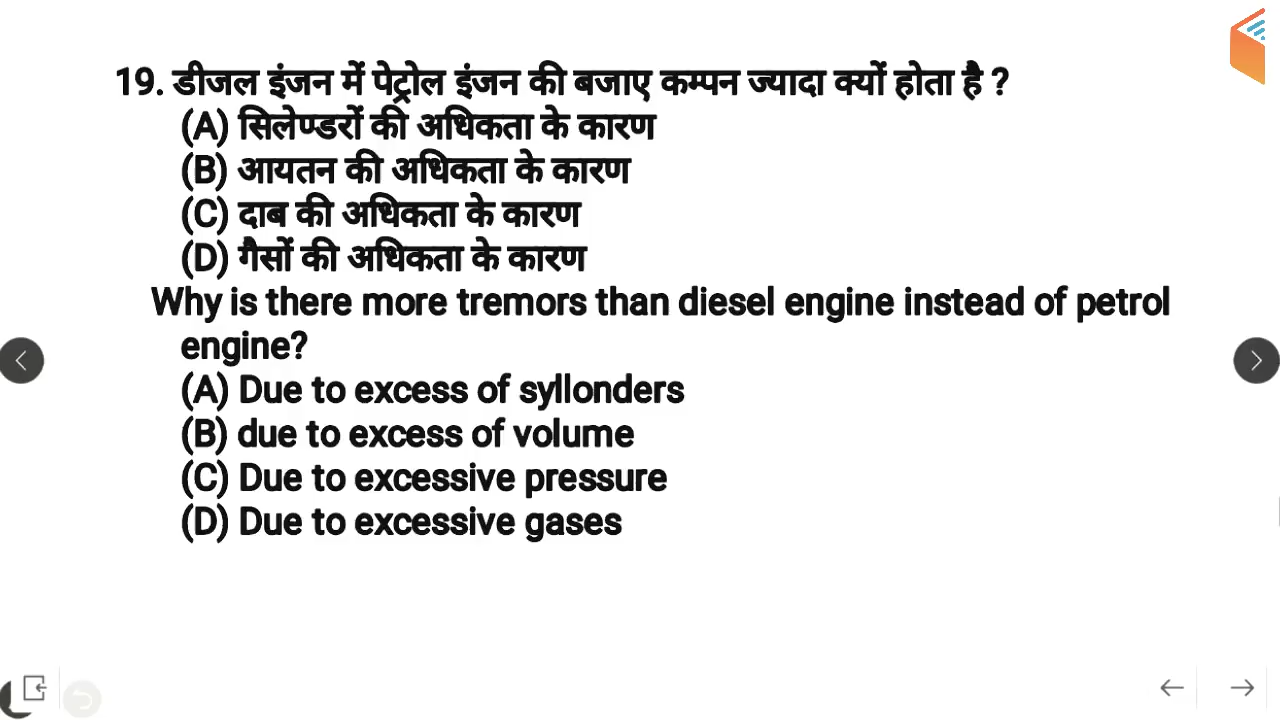 19. डीजल इंजन में पेट्रोल इंजन की बजाए कम्पन ज्यादा क्यों होता है ?
(A) सिलेण्डरों की अधिकता के कारण
(B) आयतन की अधिकता के कारण
(C) दाब की अधिकता के कारण
(D) गैसों की अधिकता के कारण
Why is there more tremors than diesel engine instead of petrol
engine?
(A) Due to excess of syllonders
(B) due to excess of volume
(C) Due to excessive pressure
(D) Due to excessive gases